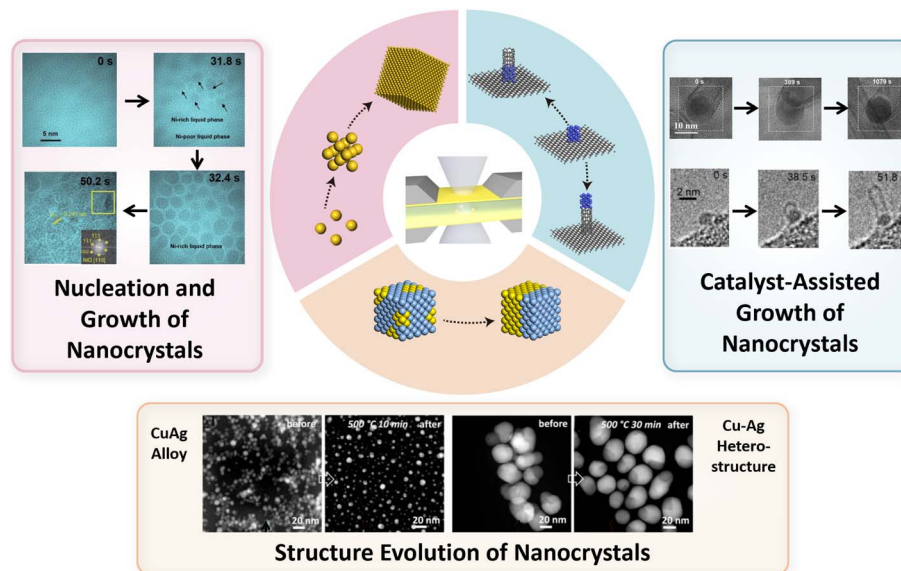 0 s
31.8 s
Ni-rich liquid phase
Ni-poor liquid phase
5 nm
50.2 s
32.4 s
Ni-rich liquid phase
Nucleation and
Growth of
Nanocrystals
0 s
399 s
1079 s
10 nm
0 s
38.5 s
51.8
2 nm
Catalyst-Assisted
Growth of
Nanocrystals
CuAg
Alloy
before
500 °C 10 min after
before
500 °C 30 min after
20 nm
20 nm
20 nm
20 nm
Cu-Ag
Hetero-
structure
Structure Evolution of Nanocrystals